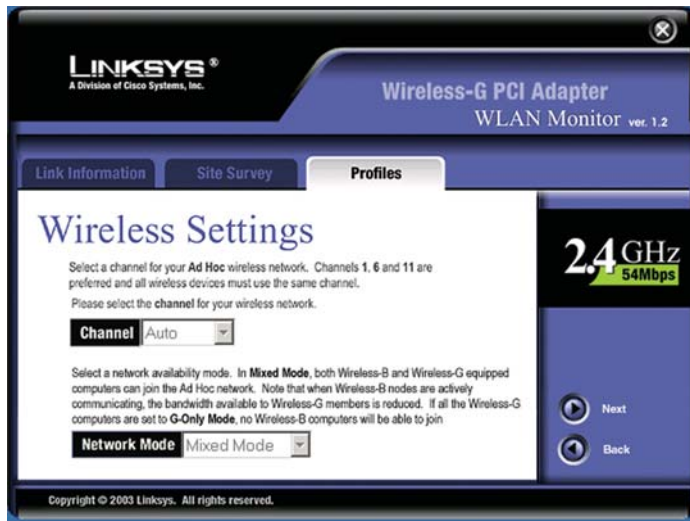 LINKSYS®
A Division of Cisco Systems, Inc.
Wireless-G PCI Adapter
WLAN Monitor ver. 1.2
Link Information Site Survey Profiles
Wireless Settings
Select a channel for your Ad Hoc wireless network. Channels 1, 6 and 11 are
preferred and all wireless devices must use the same channel.
Please select the channel for your wireless network.
Channel Auto
Select a network availability mode. In Mixed Mode, both Wireless-B and Wireless-G equipped
computers can join the Ad Hoc network. Note that when Wireless-B nodes are actively
communicating, the bandwidth available to Wireless-G members is reduced. If all the Wireless-G
computers are set to G-Only Mode, no Wireless-B computers will be able to join
Network Mode Mixed Mode
2.4 GHz
54Mbps
Next
Back
Copyright © 2003 Linksys. All rights reserved.